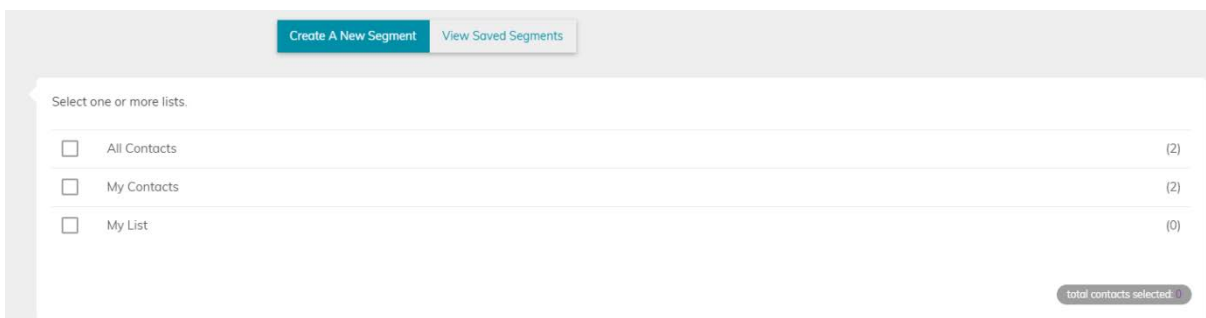 Create A New Segment View Saved Segments
Select one or more lists.
All Contacts (2)
My Contacts (2)
My List (0)
total contacts selected: 0